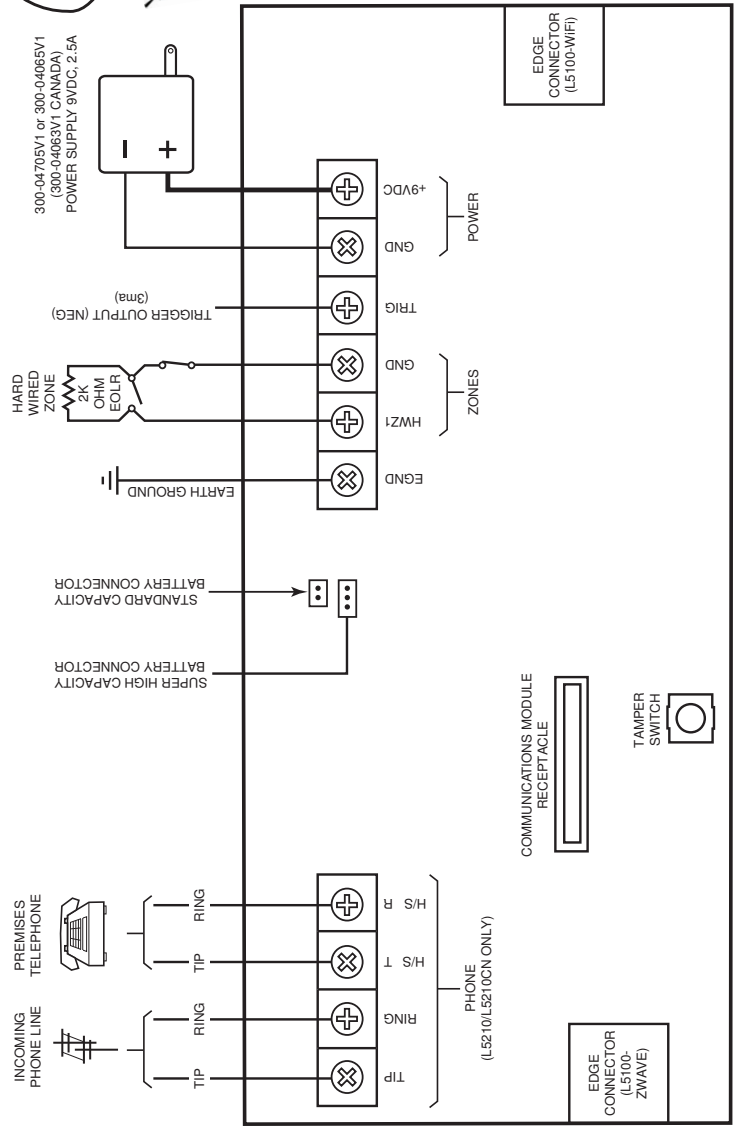 300-04705V1 or 300-04065V1
(300-04063V1 CANADA)
POWER SUPPLY 9VDC, 2.5A
EDGE
CONNECTOR
(L5100-WiFi)
+9VDC
GND
POWER
TRIGGER OUTPUT (NEG)
(3ma)
TRIG
HARD
WIRED
ZONE
2K
OHM
EOLR
GND
HWZ1
ZONES
EARTH GROUND
EGND
STANDARD CAPACITY
BATTERY CONNECTOR
SUPER HIGH CAPACITY
BATTERY CONNECTOR
COMMUNICATIONS MODULE
RECEPTACLE
TAMPER
SWITCH
PREMISES
TELEPHONE
RING
TIP
H/S R
H/S T
INCOMING
PHONE LINE
RING
TIP
RING
TIP
PHONE
(L5210/L5210CN ONLY)
EDGE
CONNECTOR
(L5100-
ZWAVE